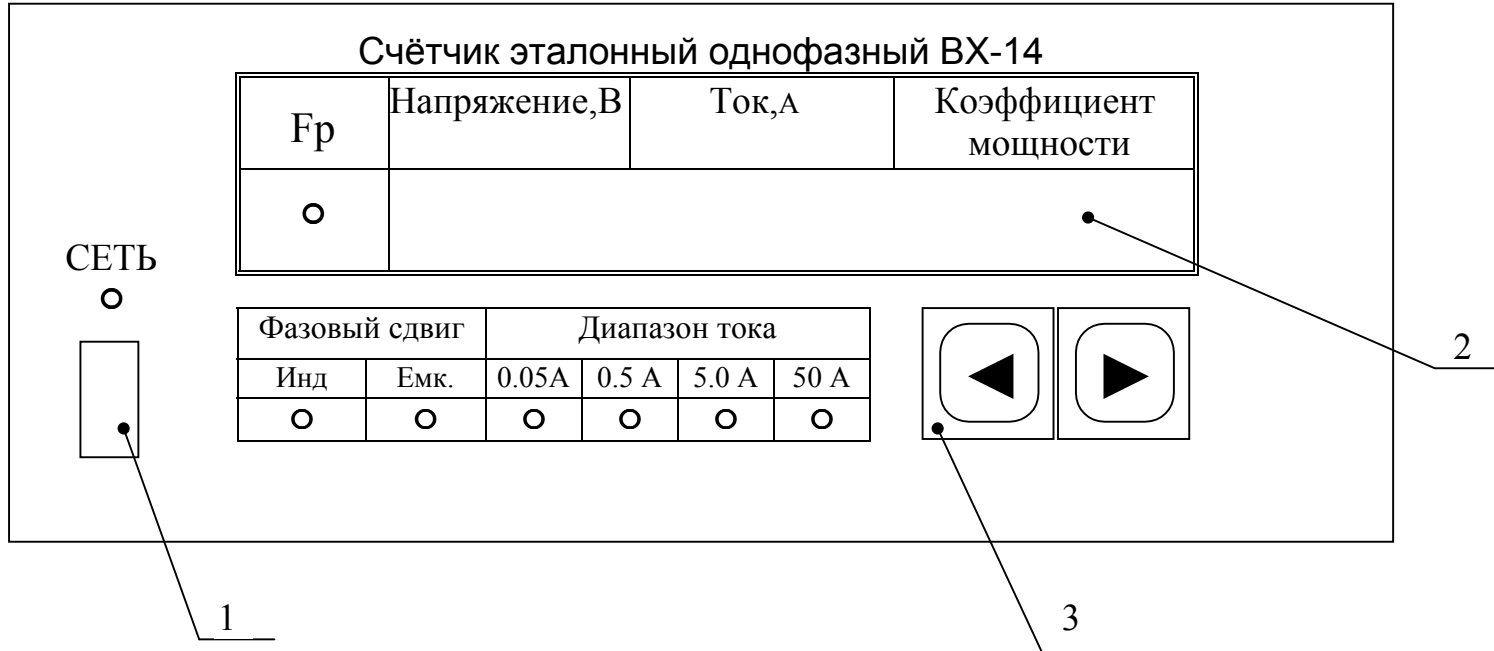 Счётчик эталонный однофазный ВХ-14
Fp
Напряжение,В
Ток,А
Коэффициент
мощности
СЕТЬ
Фазовый сдвиг
Диапазон тока
Инд
Емк.
0.05А
0.5 А
5.0 А
50 А
2
1
3